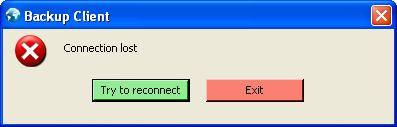 Backup Client
Connection lost
Try to reconnect
Exit